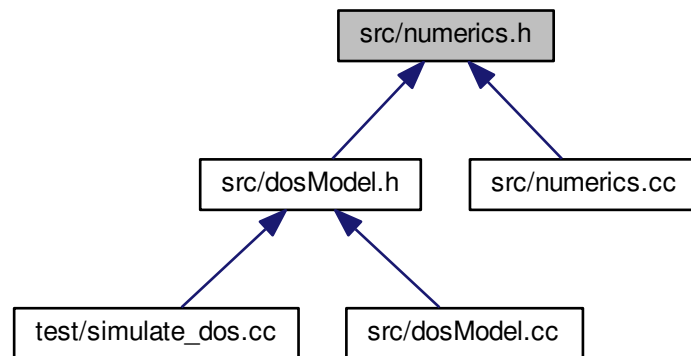 src/numerics.h
src/dosModel.h
src/numerics.cc
test/simulate_dos.cc
src/dosModel.cc